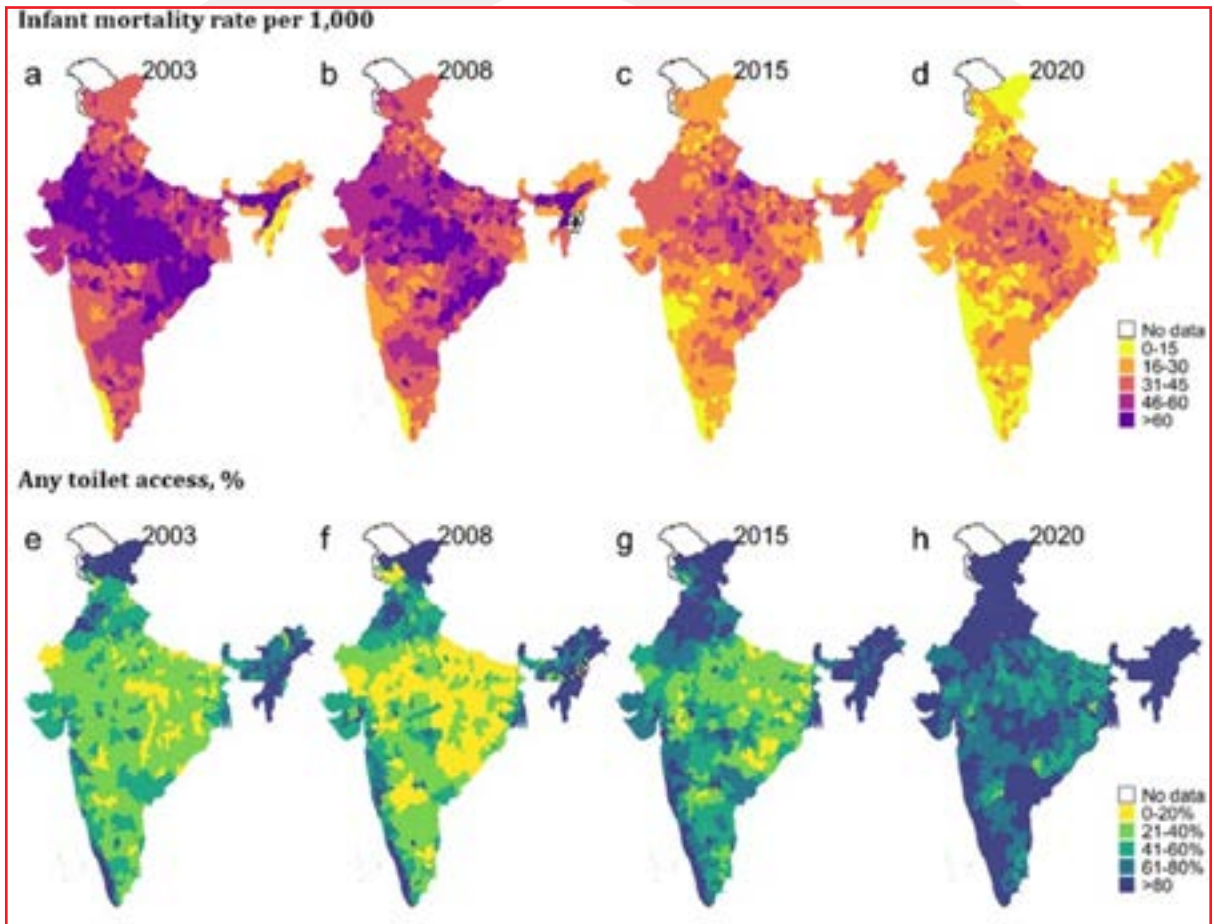 Infant mortality rate per 1,000
a 2003 b 2008 c 2015 d 2020
No data
0-15
16-30
31-45
46-60
>60
Any toilet access, %
e 2003 f 2008 g 2015 h 2020
No data
0-20%
21-40%
41-60%
61-80%
>80